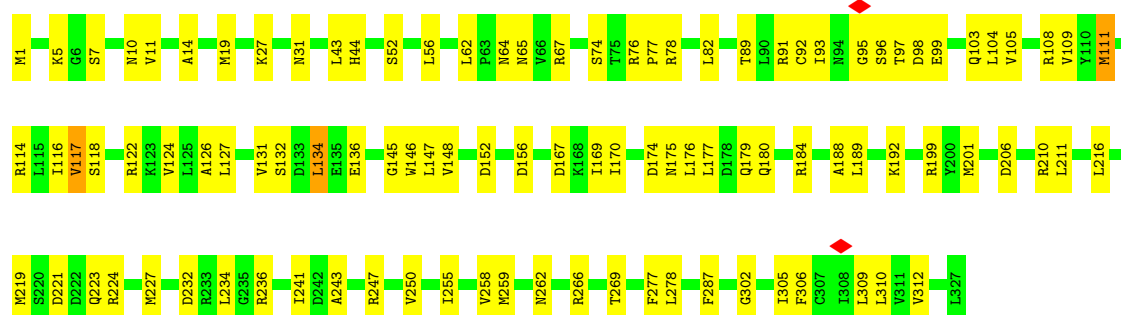 M1 K5 G6 S7 N10 V11 A14 M19 K27 N31 L43 H44 S52 L56 L62 P63 N64 N65 V66 R67 S74 T75 R76 P77 R78 L82 T89 L90 R91 C92 I93 N94 G95 S96 T97 D98 E99 Q103 L104 V105 R108 V109 Y110 M111
R114 L115 I116 V117 S118 R122 K123 V124 L125 A126 L127 V131 S132 D133 L134 E135 E136 G145 W146 L147 V148 D152 D156 D167 K168 I169 I170 D174 N175 L176 L177 D178 Q179 Q180 R184 A188 L189 K192 R199 Y200 M201 D206 R210 L211 L216
M219 S220 D221 D222 Q223 R224 M227 D232 R233 L234 G235 R236 I241 D242 A243 R247 V250 I255 V258 M259 N262 R266 T269 F277 L278 F287 G302 I305 F306 C307 I308 L309 L310 V311 V312 L327